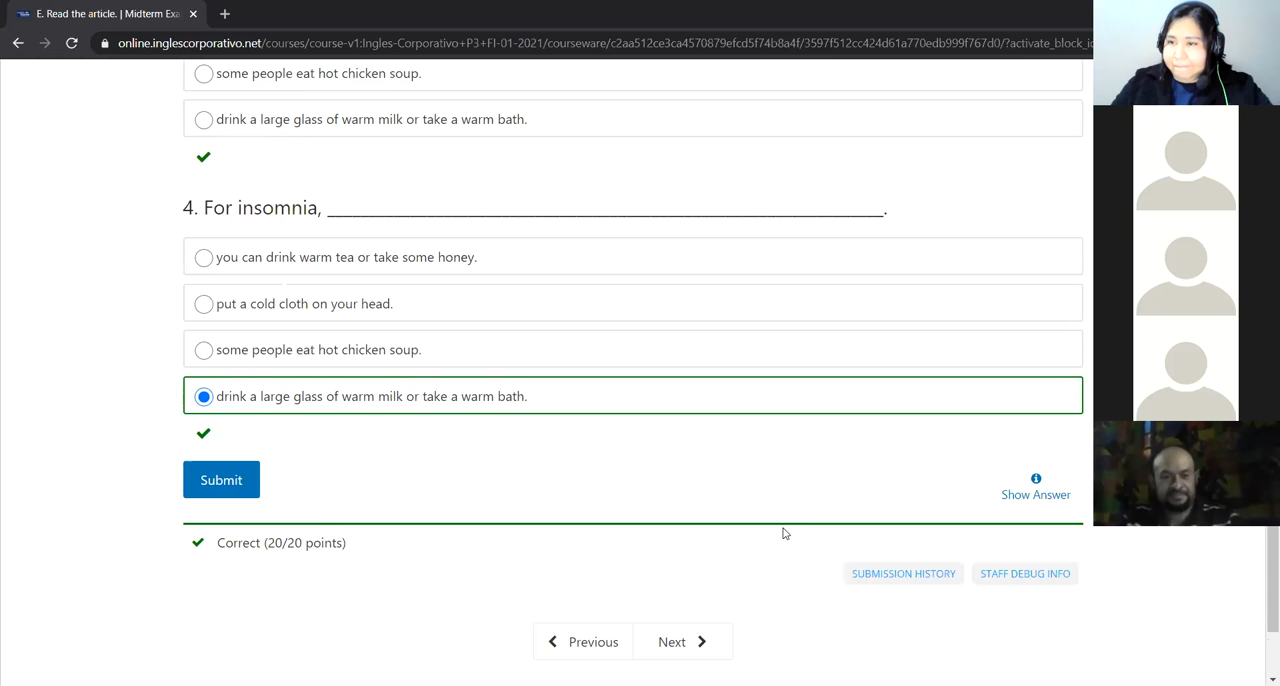 E. Read the article. | Midterm Exa
online.inglescorporativo.net/courses/course-v1:Ingles-Corporativo+P3+FI-01-2021/courseware/c2aa512ce3ca4570879efcd5f74b8a4f/3597f512cc424d61a770edb999f767d0/?activate_block_ic
some people eat hot chicken soup.
drink a large glass of warm milk or take a warm bath.
4. For insomnia, ______________________________________________________________.
you can drink warm tea or take some honey.
put a cold cloth on your head.
some people eat hot chicken soup.
drink a large glass of warm milk or take a warm bath.
Submit
Show Answer
Correct (20/20 points)
SUBMISSION HISTORY
STAFF DEBUG INFO
Previous
Next